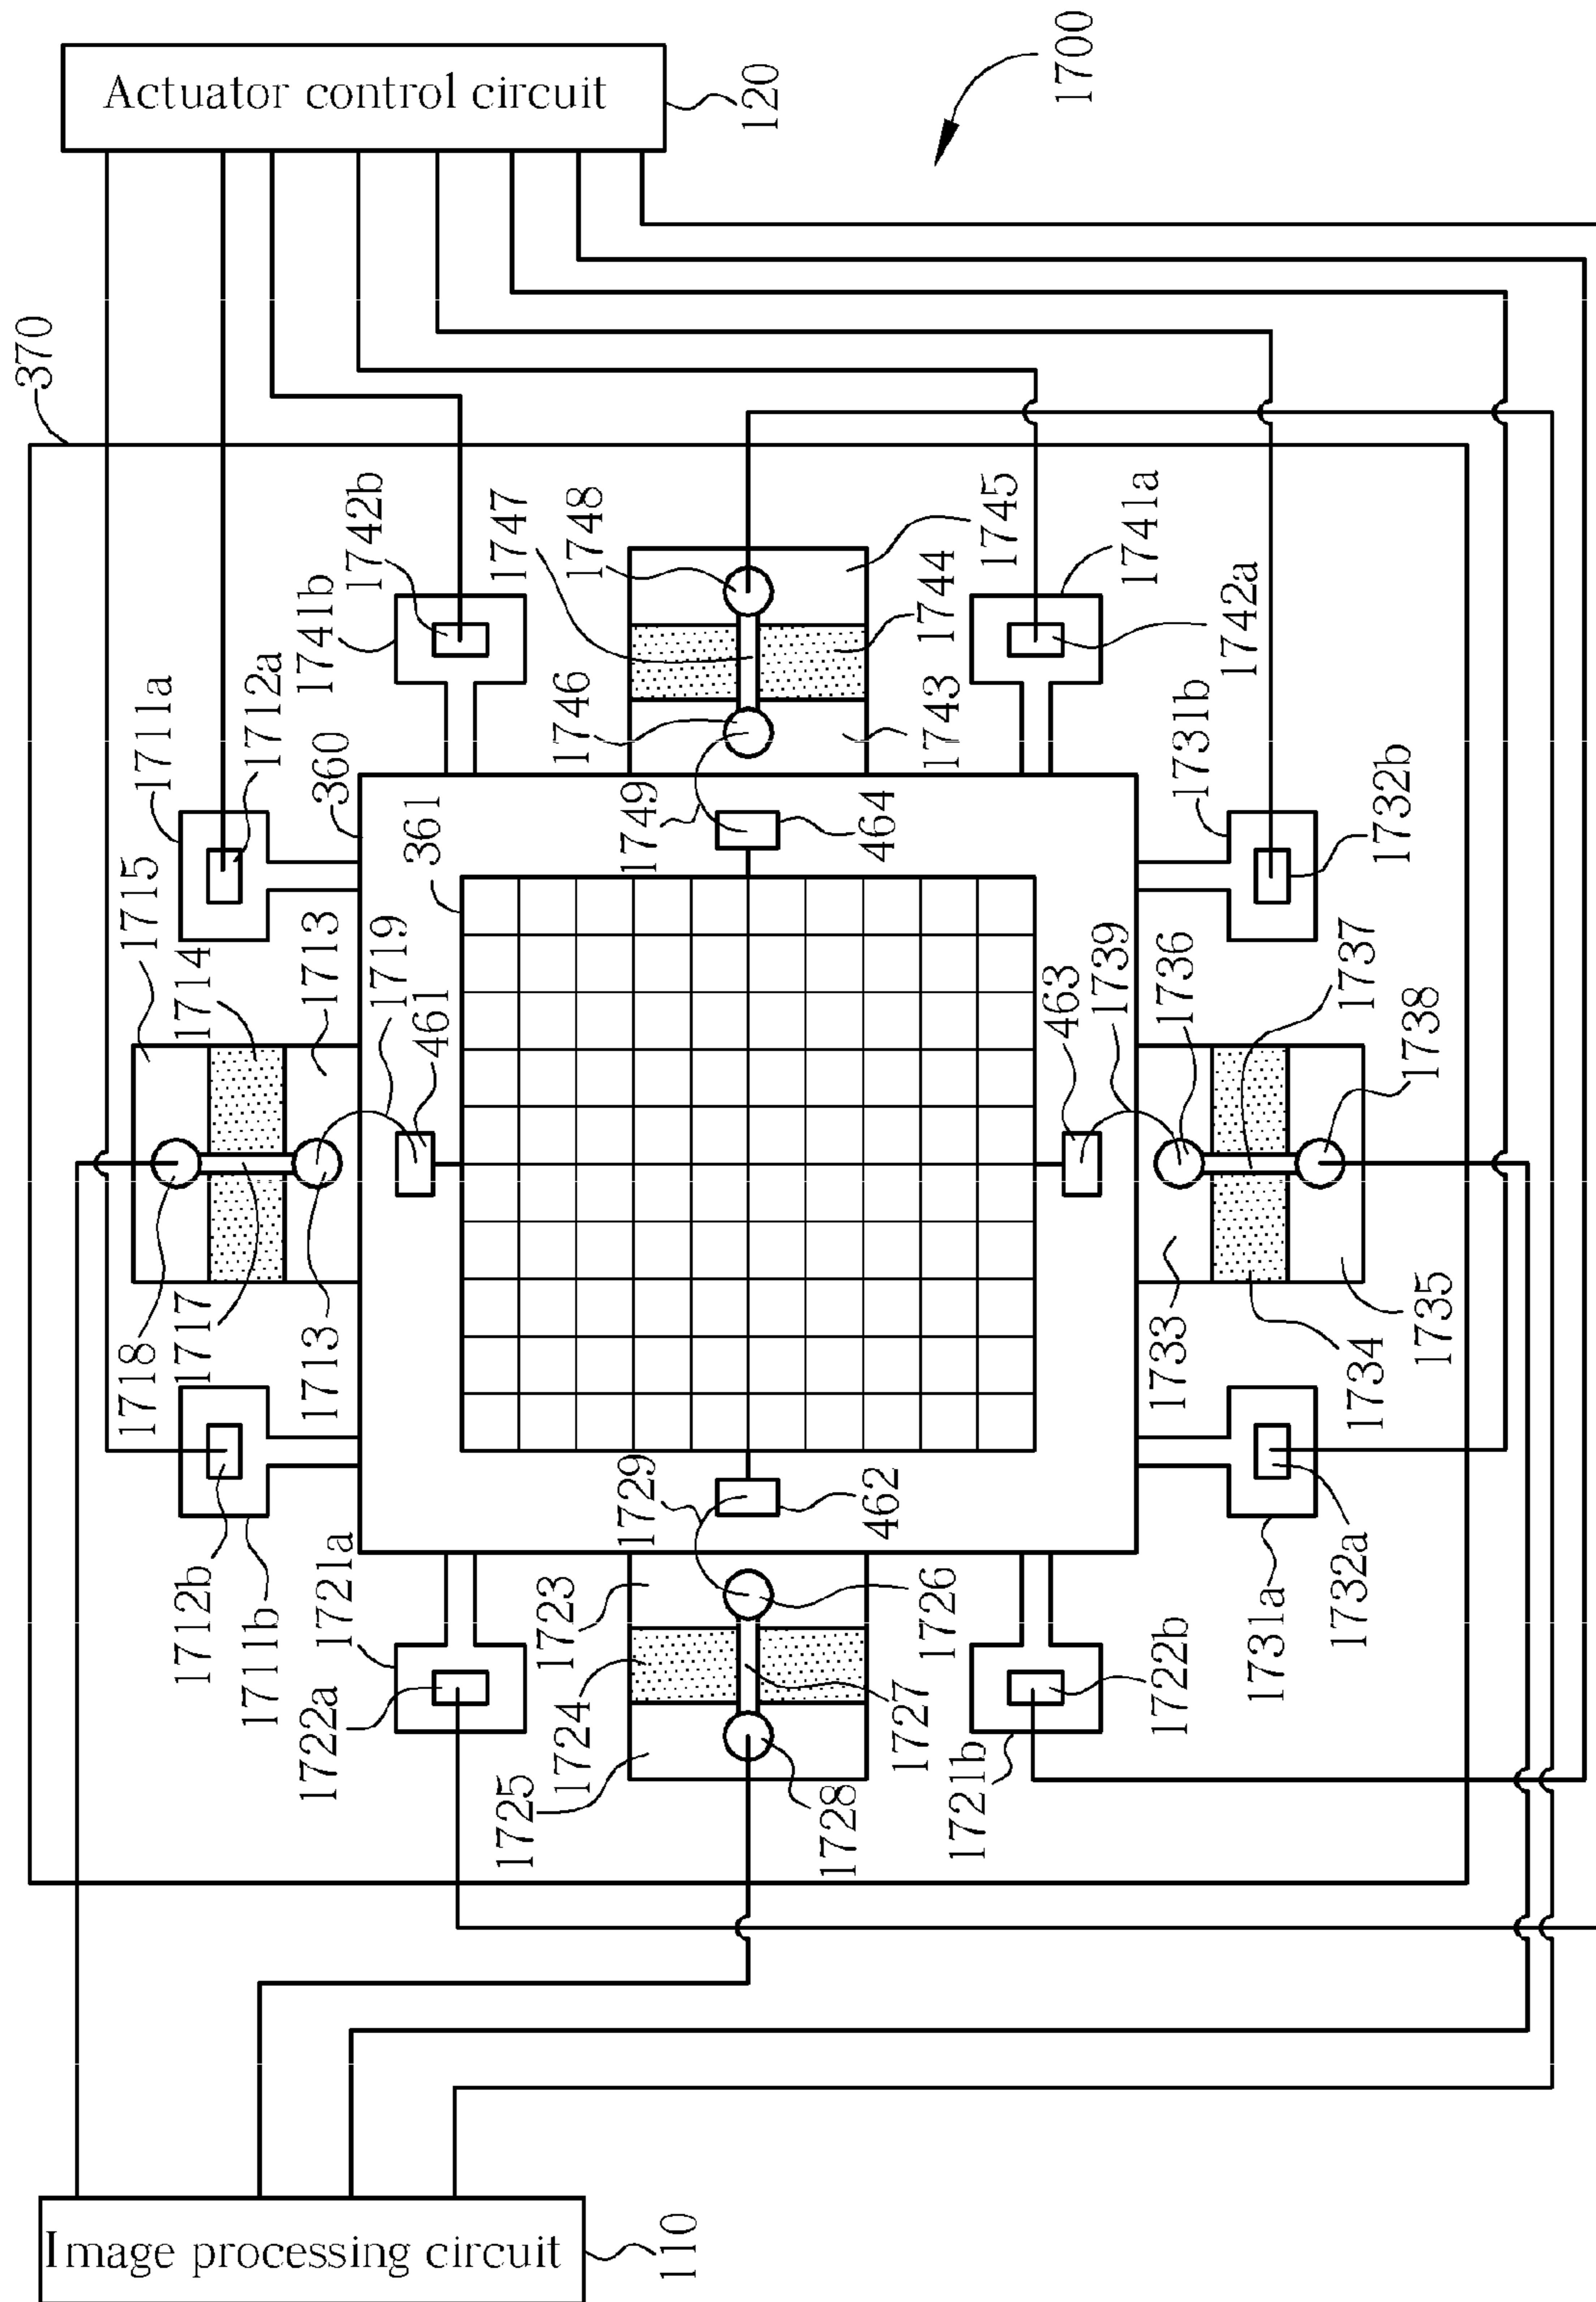 Actuator control circuit
120
1700
370
1711a
1712a
1741b
1742b
1747
1748
1745
1744
1741a
1742a
1746
1743
1715
1714
1713
360
361
1719
461
1749
464
1731b
1732b
463
1739
1736
1737
1738
1718
1717
1713
1733
1734
1735
1712b
1711b
1721a
1722a
1729
462
1723
1724
1725
1726
1727
1728
1721b
1722b
1731a
1732a
Image processing circuit
110